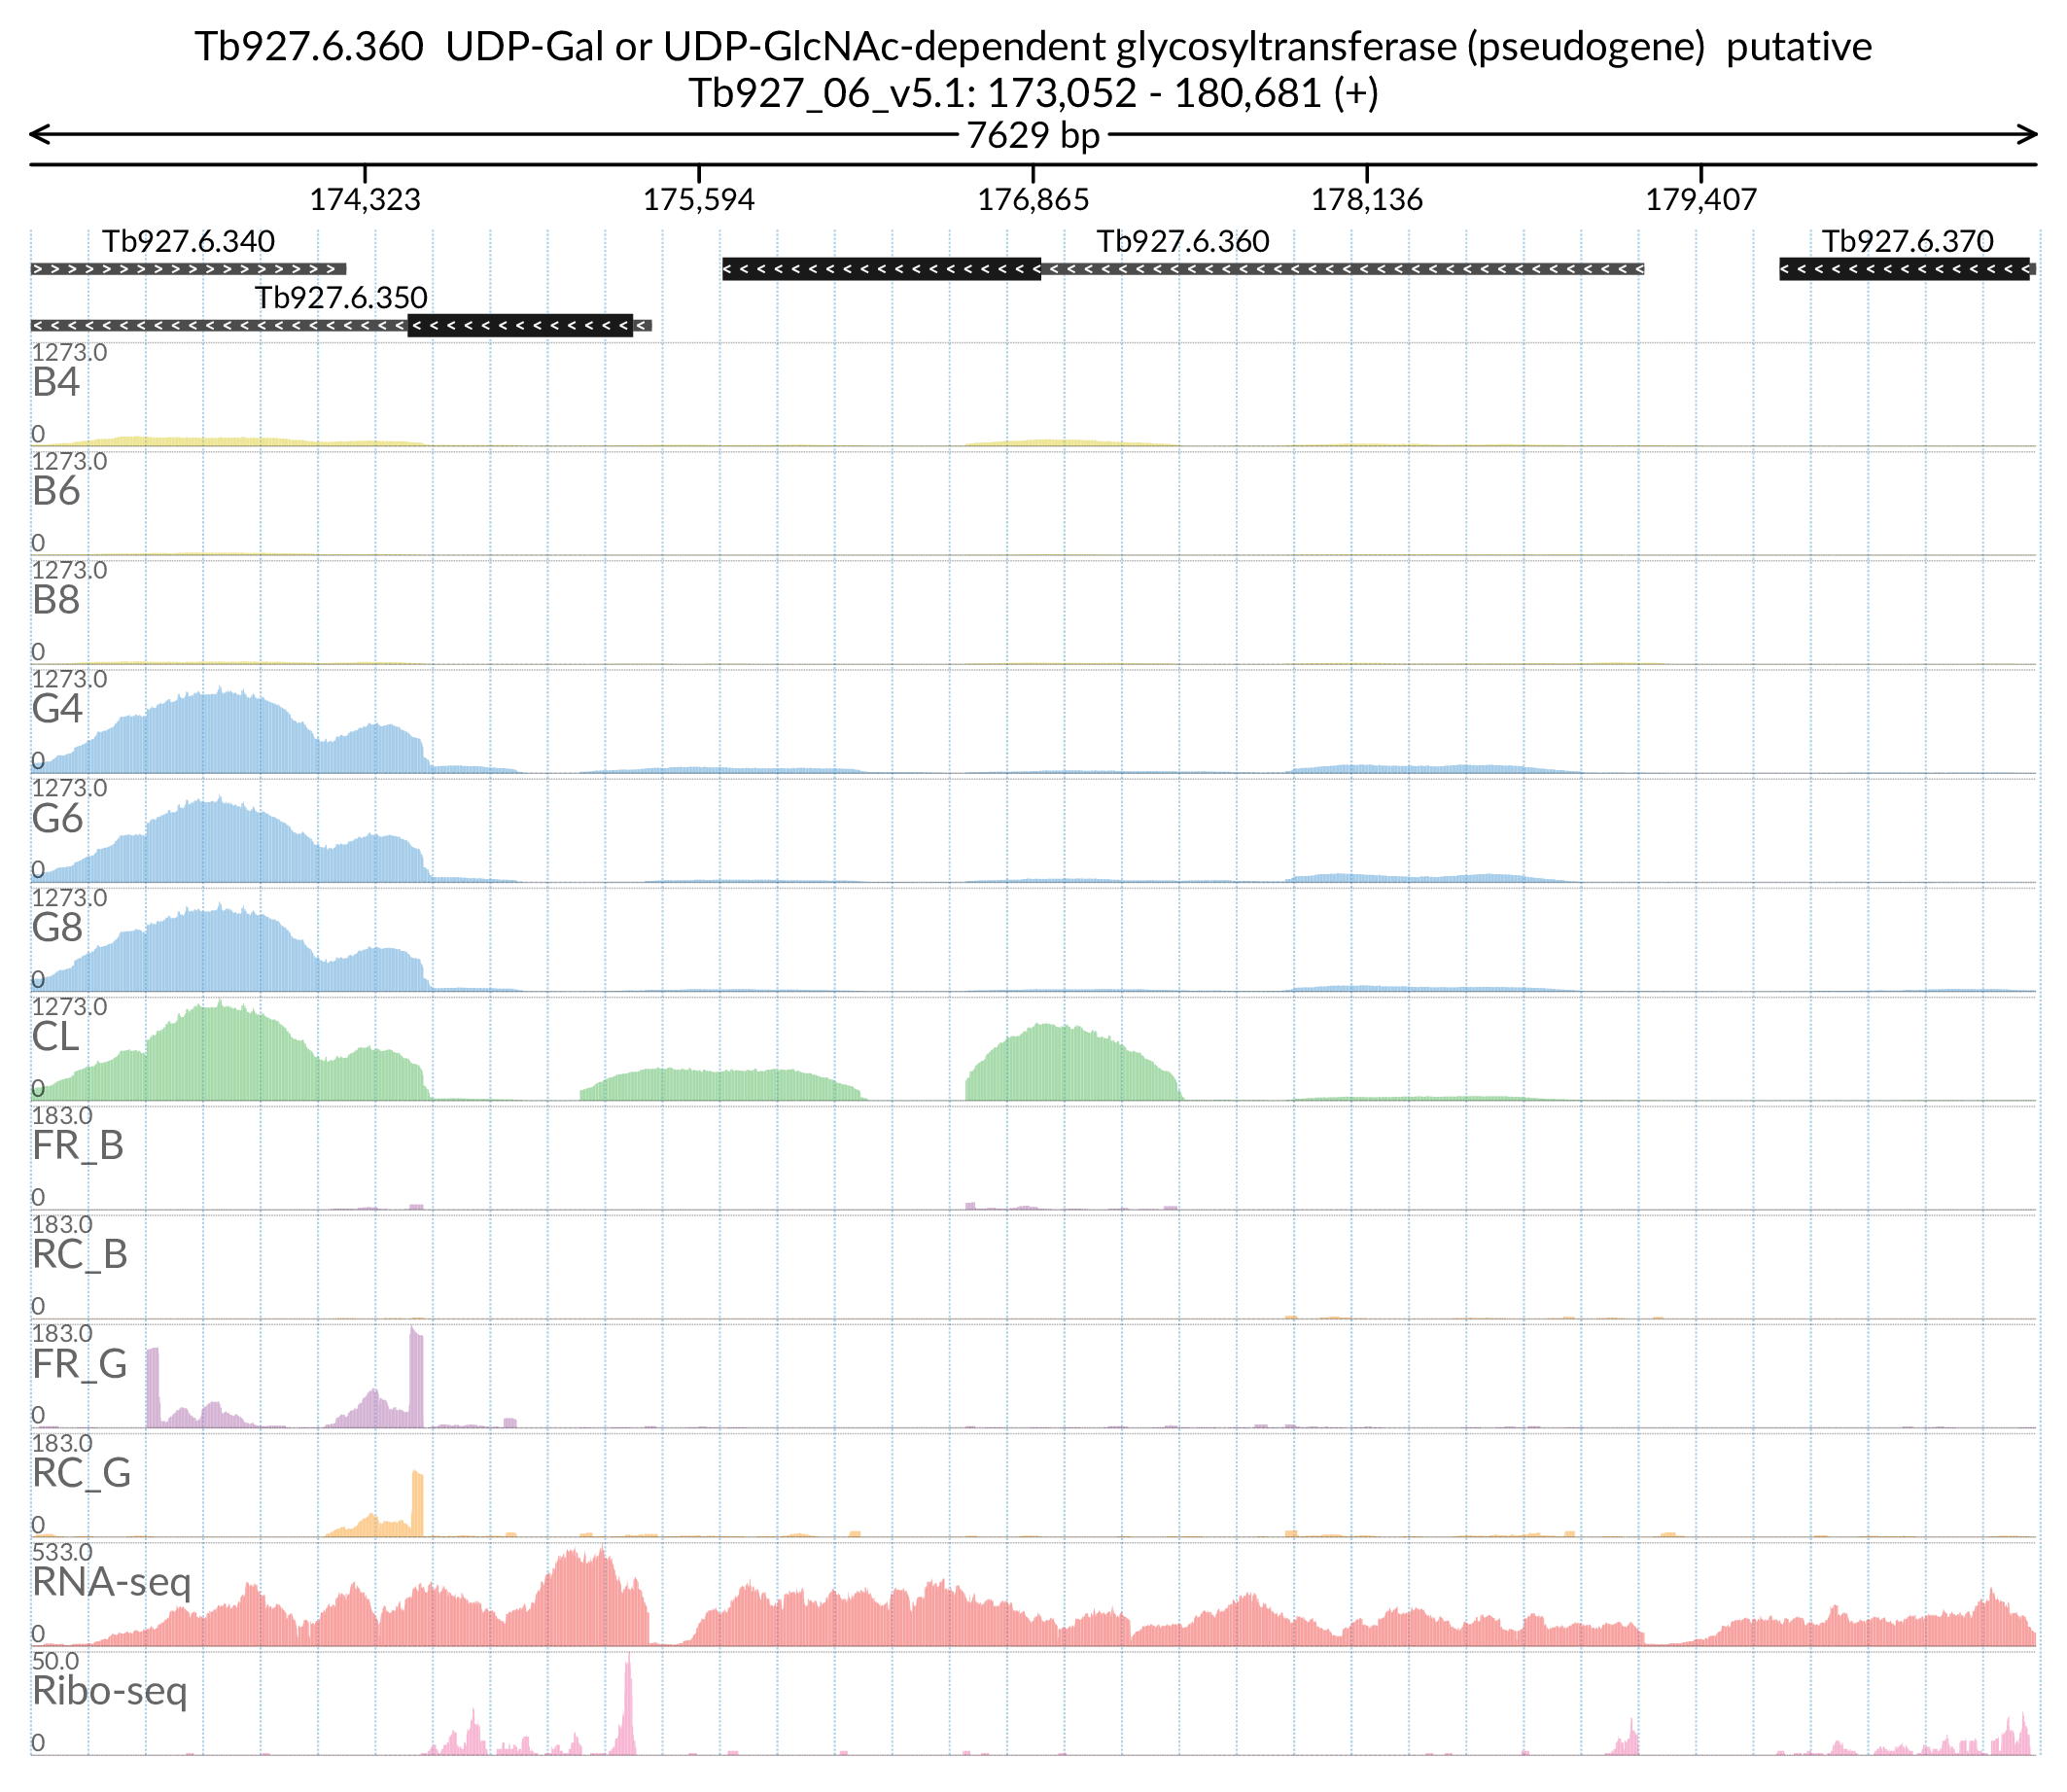 Tb927.6.360 UDP-Gal or UDP-GlcNAc-dependent glycosyltransferase (pseudogene) putative
Tb927_06_v5.1: 173,052 - 180,681 (+)
7629 bp
174,323 175,594 176,865 178,136 179,407
Tb927.6.340 Tb927.6.360 Tb927.6.370
Tb927.6.350
1273.0
B4
0
1273.0
B6
0
1273.0
B8
0
1273.0
G4
0
1273.0
G6
0
1273.0
G8
0
1273.0
CL
0
183.0
FR_B
0
183.0
RC_B
0
183.0
FR_G
0
183.0
RC_G
0
533.0
RNA-seq
0
50.0
Ribo-seq
0